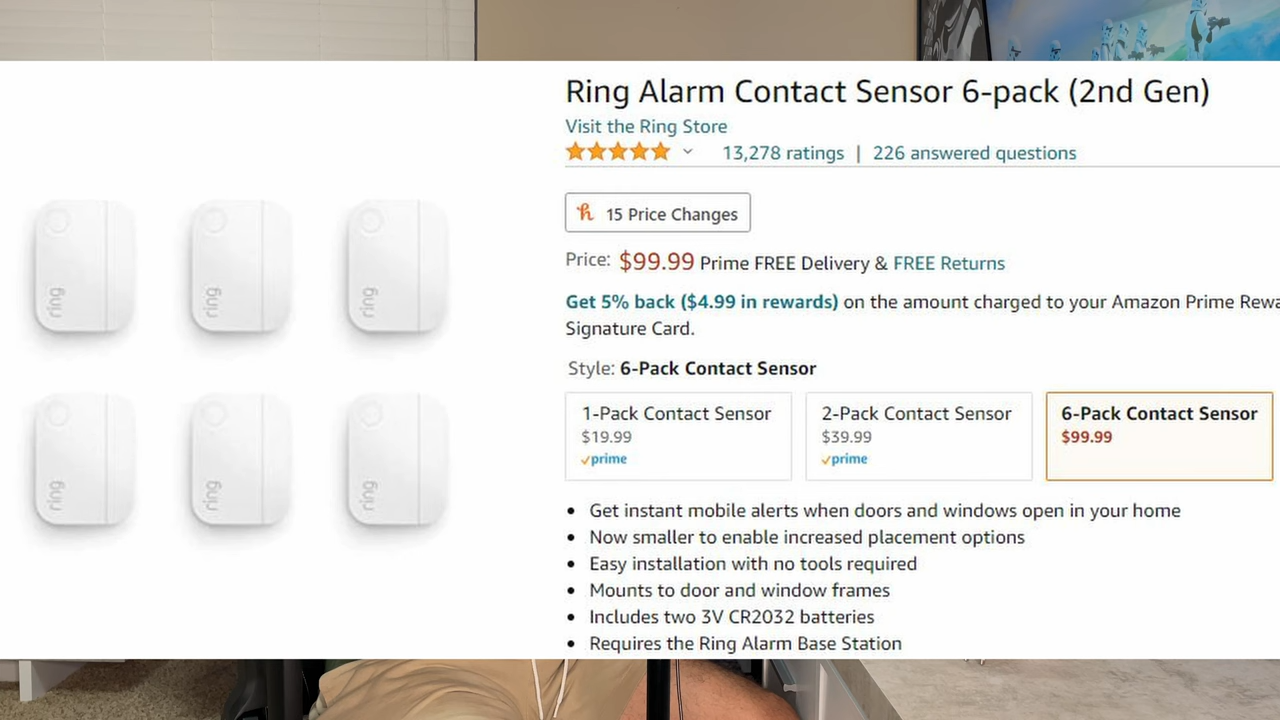 Ring Alarm Contact Sensor 6-pack (2nd Gen)
Visit the Ring Store
13,278 ratings | 226 answered questions
15 Price Changes
Price: $99.99 Prime FREE Delivery & FREE Returns
Get 5% back ($4.99 in rewards) on the amount charged to your Amazon Prime Rewa
Signature Card.
Style: 6-Pack Contact Sensor
1-Pack Contact Sensor
$19.99
prime
2-Pack Contact Sensor
$39.99
prime
6-Pack Contact Sensor
$99.99
• Get instant mobile alerts when doors and windows open in your home
• Now smaller to enable increased placement options
• Easy installation with no tools required
• Mounts to door and window frames
• Includes two 3V CR2032 batteries
• Requires the Ring Alarm Base Station
ring
ring
ring
ring
ring
ring